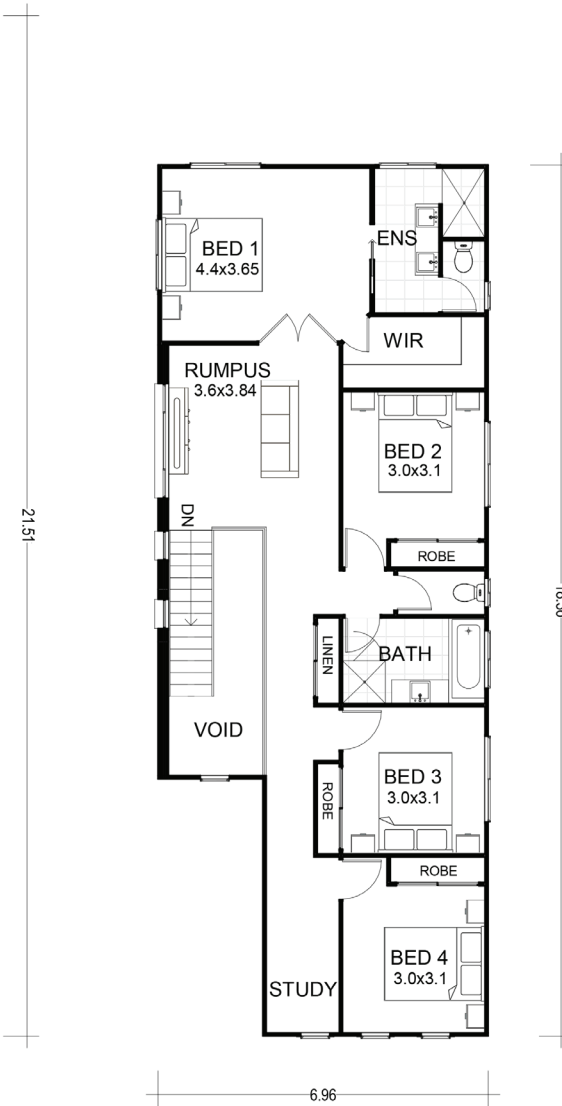 ENS
BED 1
4.4x3.65
WIR
RUMPUS
3.6x3.84
BED 2
3.0x3.1
21.51
DN
ROBE
LINEN
BATH
VOID
BED 3
3.0x3.1
ROBE
ROBE
BED 4
3.0x3.1
STUDY
6.96